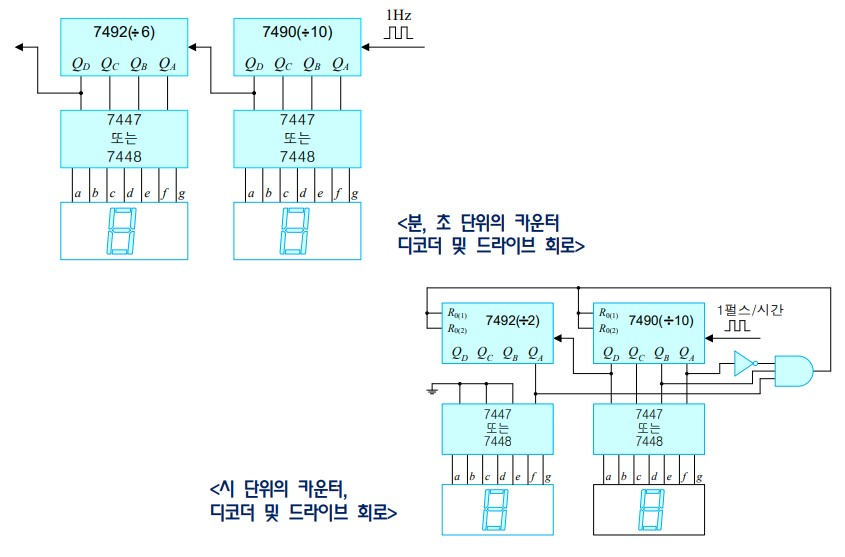 1Hz
7492(÷6)
7490(÷10)
QD QC QB QA
QD QC QB QA
7447
또는
7448
7447
또는
7448
a b c d e f g
a b c d e f g
<분, 초 단위의 카운터
디코더 및 드라이브 회로>
R0(1)
R0(2)
7492(÷2)
R0(1)
R0(2)
7490(÷10)
1펄스/시간
QD QC QB QA
QD QC QB QA
7447
또는
7448
7447
또는
7448
a b c d e f g
a b c d e f g
<시 단위의 카운터,
디코더 및 드라이브 회로>